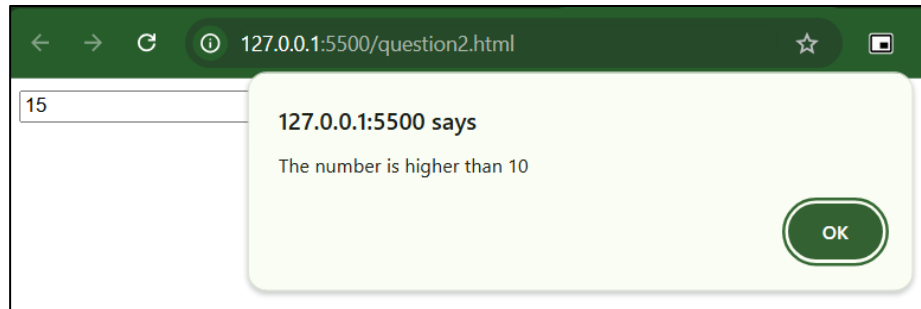 127.0.0.1:5500/question2.html
15
127.0.0.1:5500 says
The number is higher than 10
OK